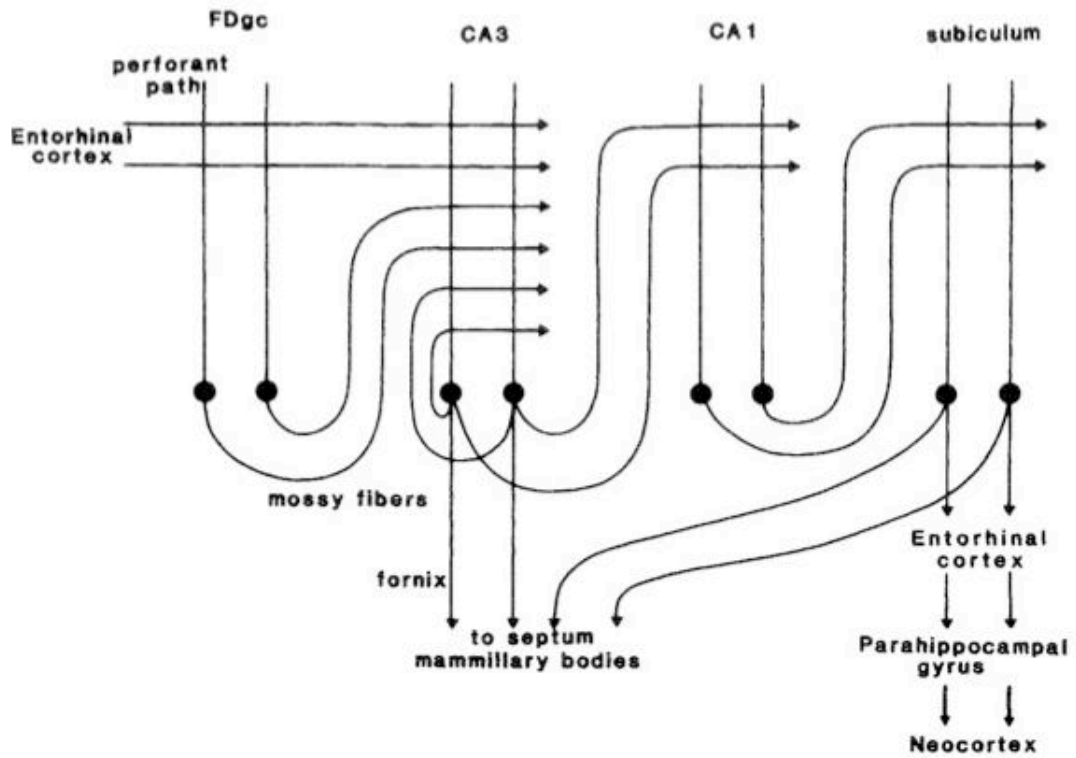 FDgc
CA3
CA1
subiculum
perforant
path
Entorhinal
cortex
mossy fibers
fornix
to septum
mammillary bodies
Entorhinal
cortex
Parahippocampal
gyrus
Neocortex